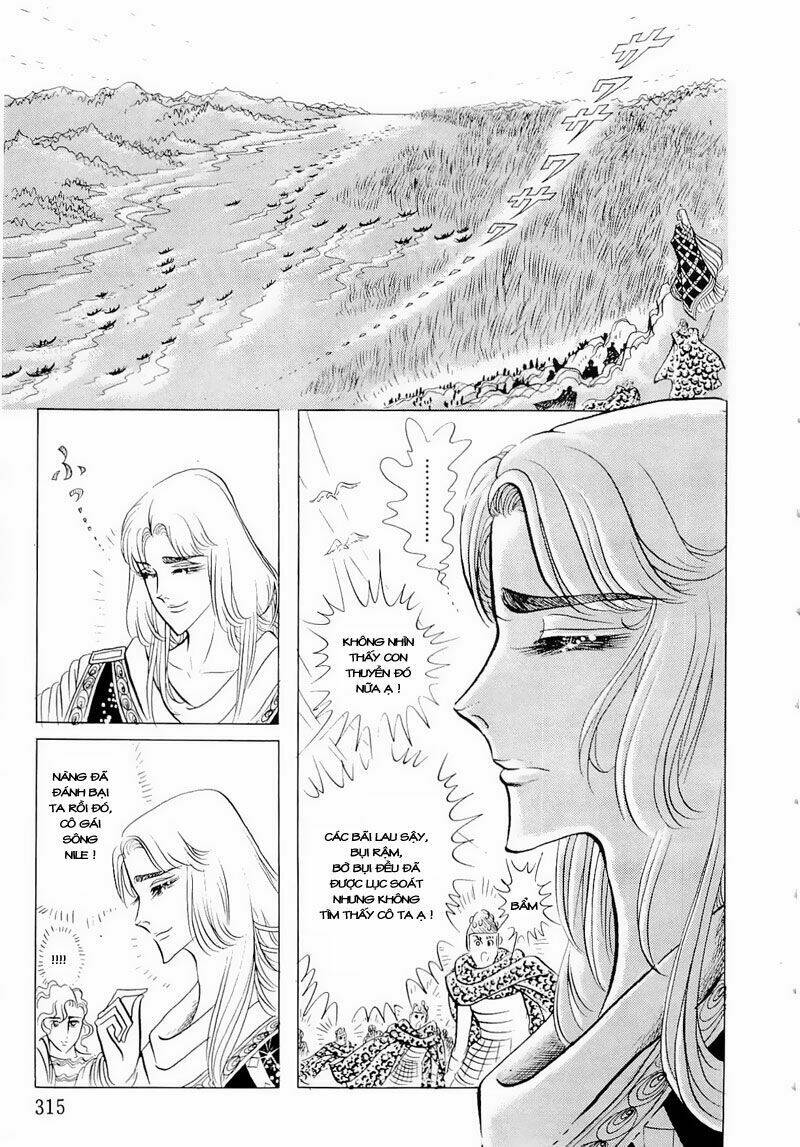 サワサワサワ
………
KHÔNG NHÌN
THẤY CON
THUYỀN ĐÓ
NỮA Ạ !
BẨM
CÁC BÃI LAU SẬY,
BỤI RẬM,
BỜ BỤI ĐỀU ĐÃ
ĐƯỢC LỤC SOÁT
NHƯNG KHÔNG
TÌM THẤY CÔ TA Ạ !
ふっ…
NÀNG ĐÃ
ĐÁNH BẠI
TA RỒI ĐÓ,
CÔ GÁI
SÔNG
NILE !
!!!!
315